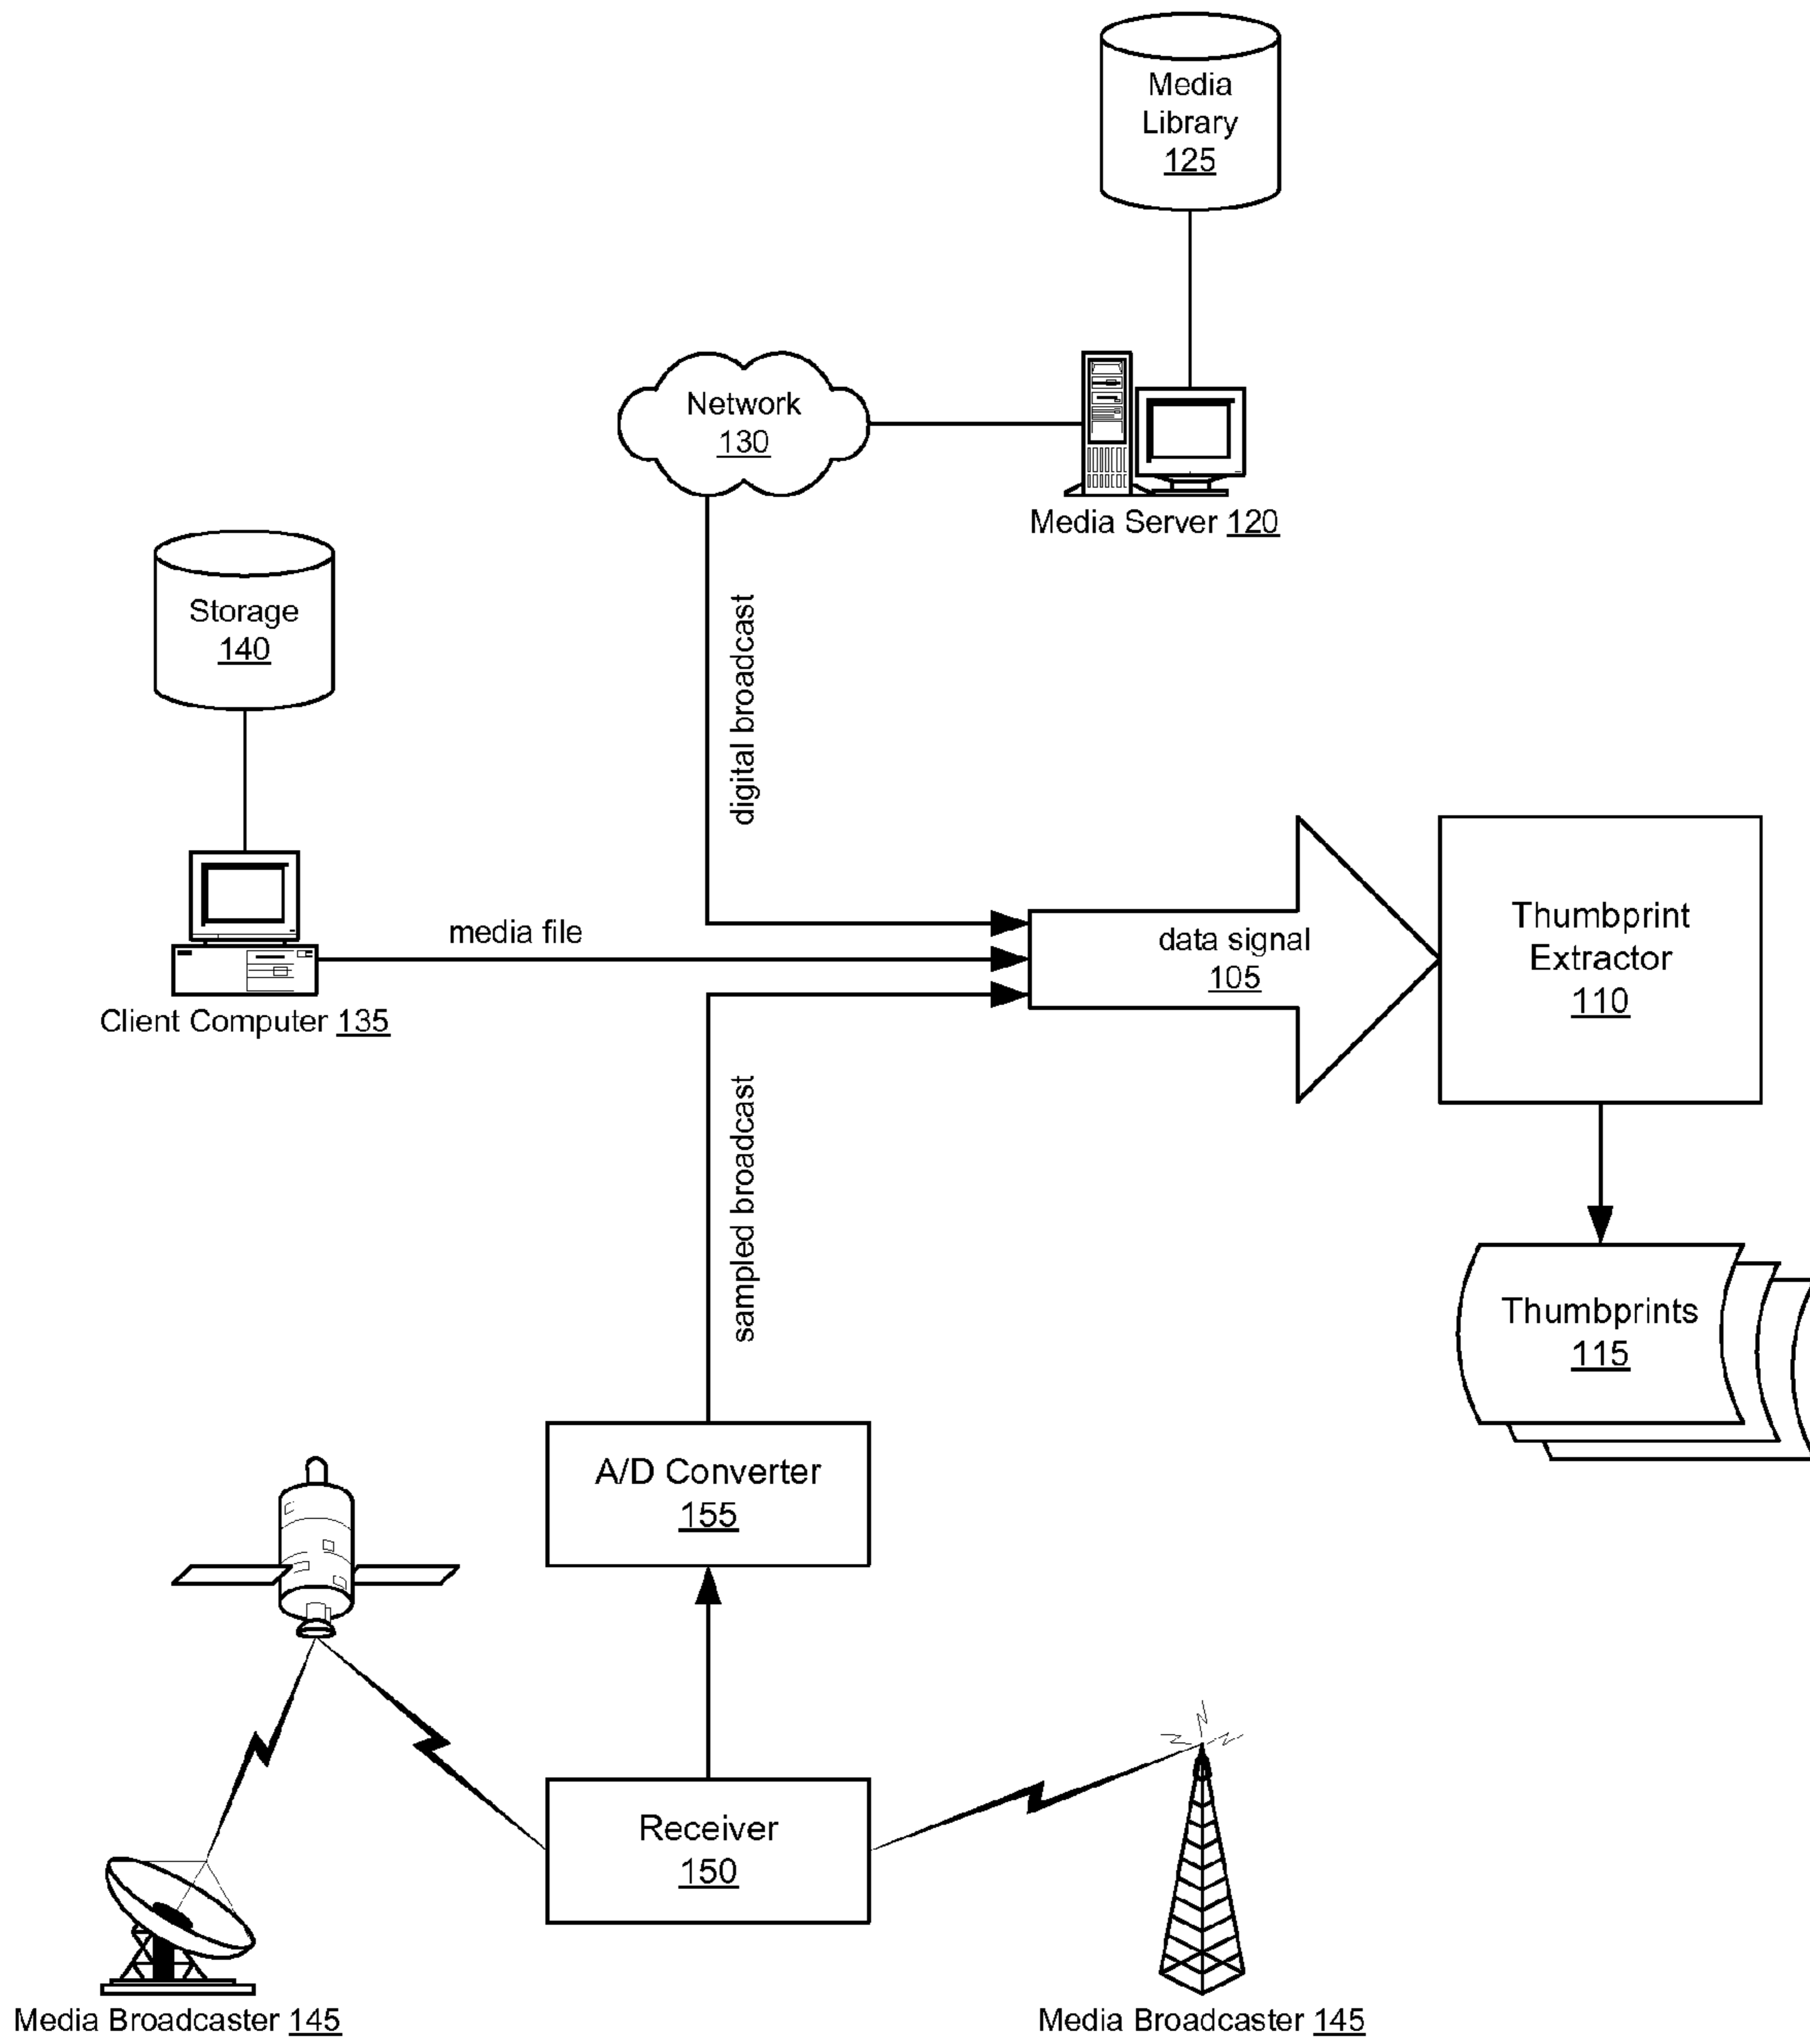 Media
Library
125
Network
130
Media Server 120
Storage
140
digital broadcast
media file
Client Computer 135
data signal
105
Thumbprint
Extractor
110
sampled broadcast
Thumbprints
115
A/D Converter
155
Receiver
150
Media Broadcaster 145
Media Broadcaster 145